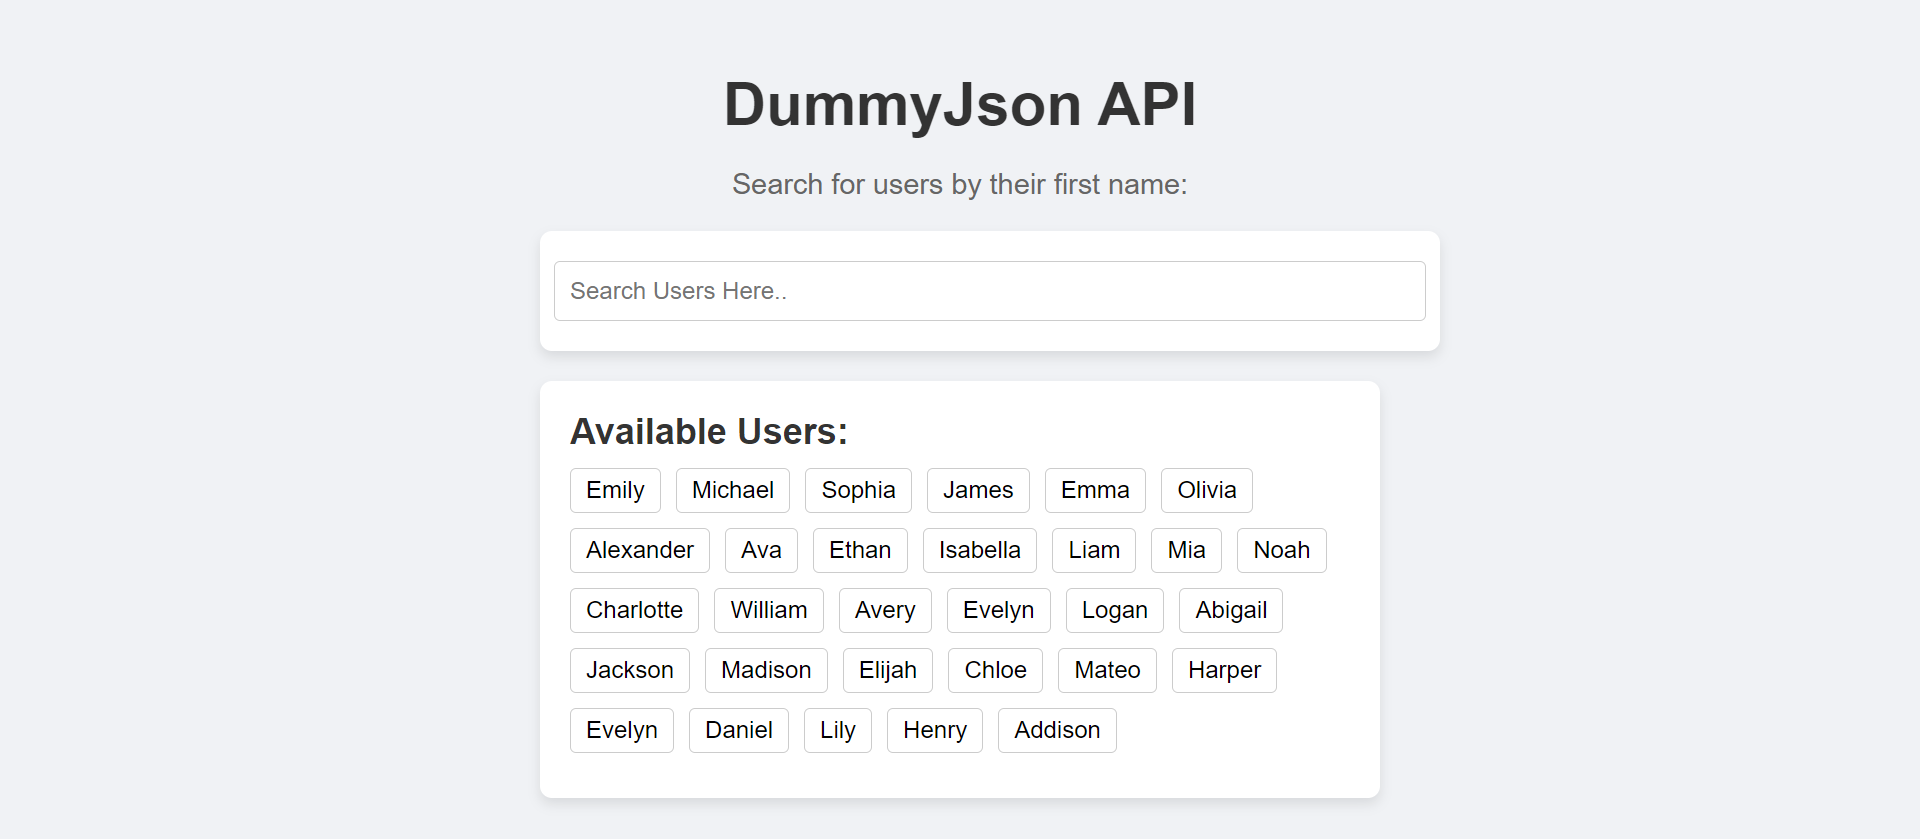 DummyJson API
Search for users by their first name:
Search Users Here..
Available Users:
Emily Michael Sophia James Emma Olivia
Alexander Ava Ethan Isabella Liam Mia Noah
Charlotte William Avery Evelyn Logan Abigail
Jackson Madison Elijah Chloe Mateo Harper
Evelyn Daniel Lily Henry Addison